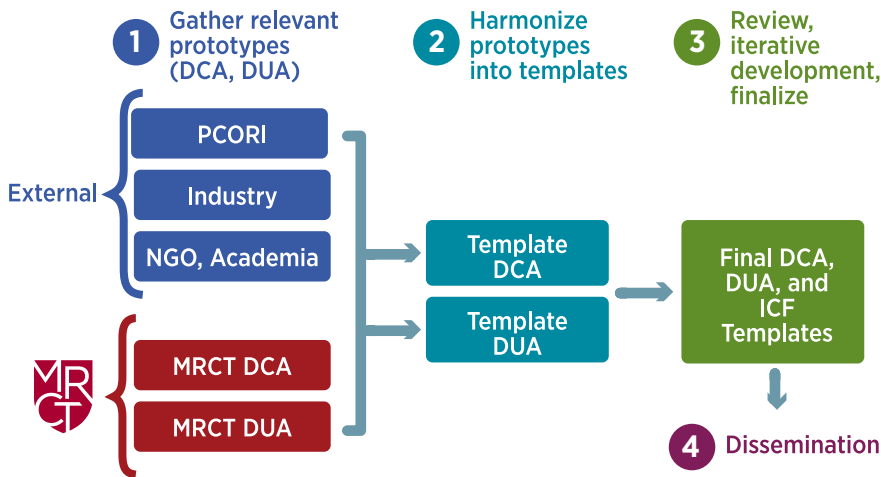 1
Gather relevant
prototypes
(DCA, DUA)
2
Harmonize
prototypes
into templates
3
Review,
iterative
development,
finalize
External
PCORI
Industry
NGO, Academia
MRCT
MRCT DCA
MRCT DUA
Template
DCA
Template
DUA
Final DCA,
DUA, and
ICF
Templates
4
Dissemination